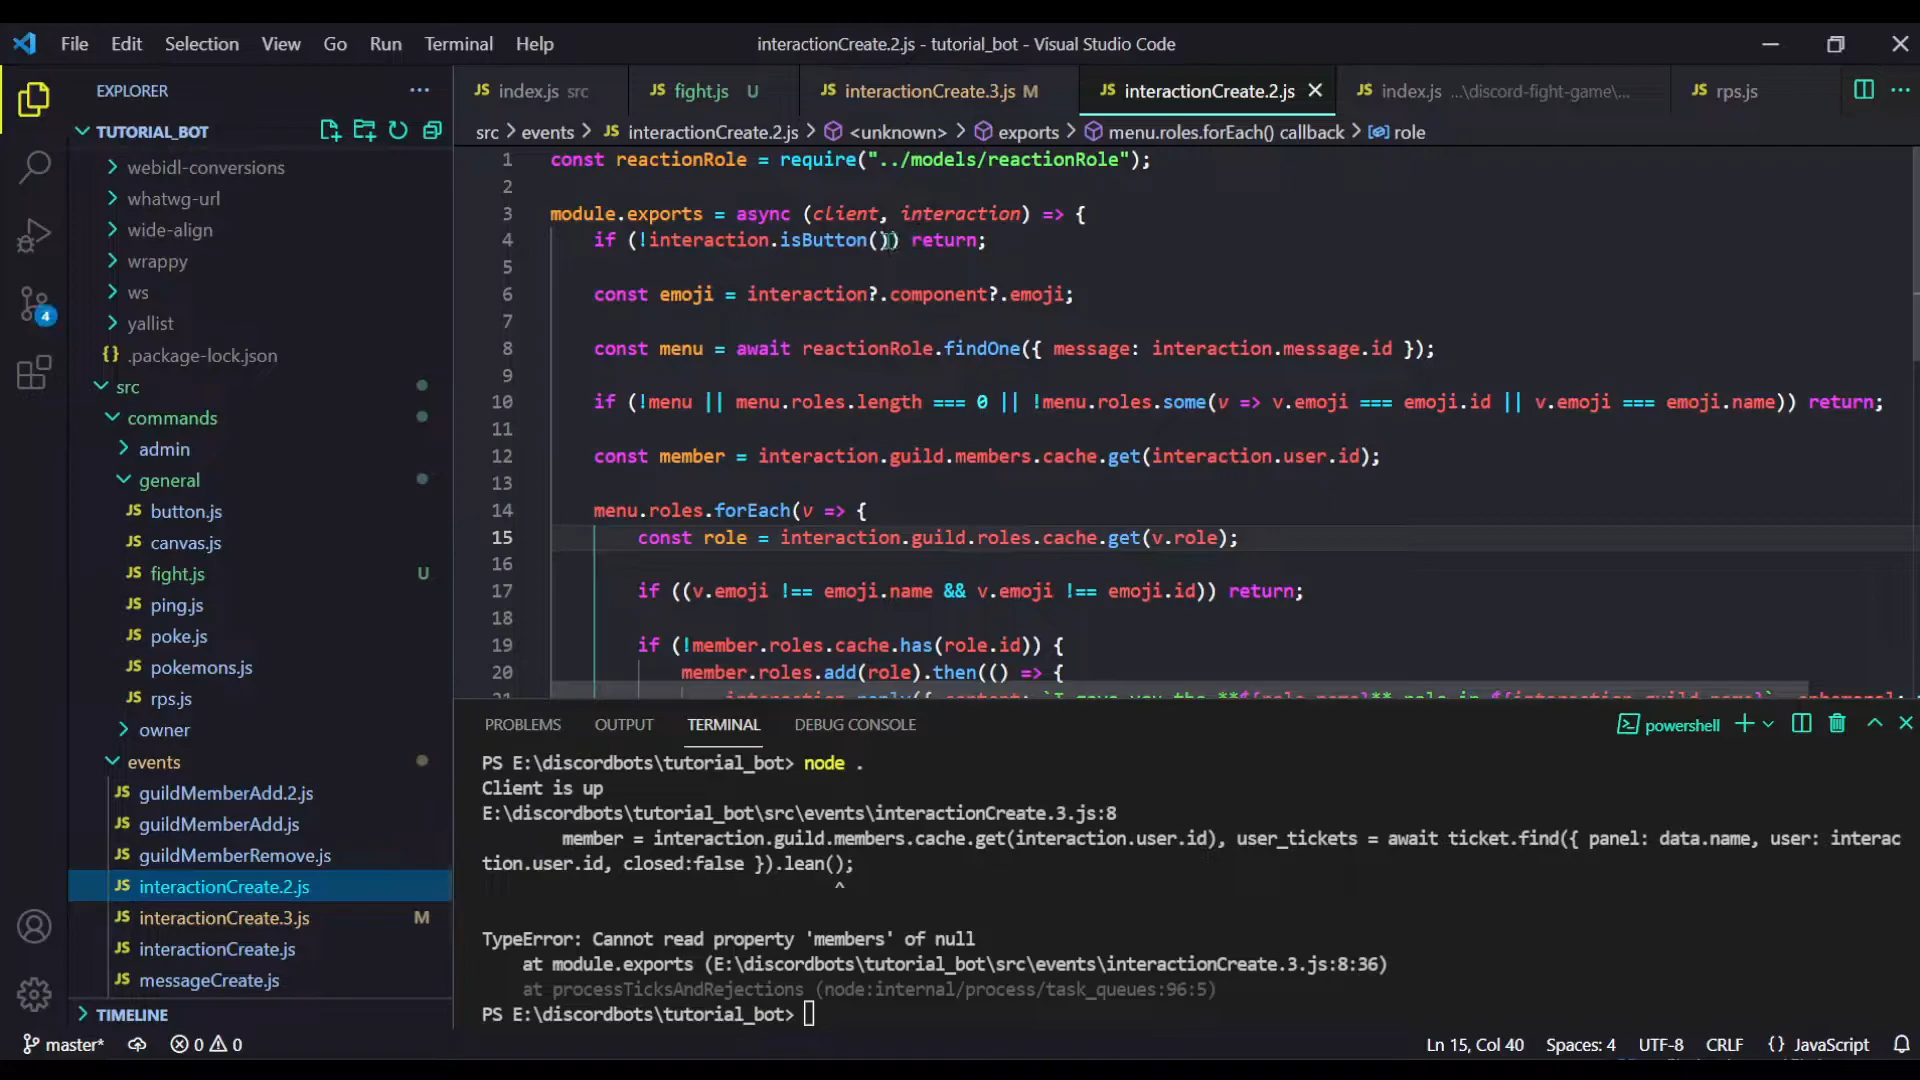 File Edit Selection View Go Run Terminal Help
interactionCreate.2.js - tutorial_bot - Visual Studio Code
EXPLORER
TUTORIAL_BOT
webidl-conversions
whatwg-url
wide-align
wrappy
ws
yallist
{} .package-lock.json
src
commands
admin
general
JS button.js
JS canvas.js
JS fight.js U
JS ping.js
JS poke.js
JS pokemons.js
JS rps.js
owner
events
JS guildMemberAdd.2.js
JS guildMemberAdd.js
JS guildMemberRemove.js
JS interactionCreate.2.js
JS interactionCreate.3.js M
JS interactionCreate.js
JS messageCreate.js
TIMELINE
4
JS index.js src
JS fight.js U
JS interactionCreate.3.js M
JS interactionCreate.2.js
JS index.js ...\discord-fight-game\...
JS rps.js
src > events > JS interactionCreate.2.js > <unknown> > exports > menu.roles.forEach() callback > role
1 const reactionRole = require("../models/reactionRole");
2
3 module.exports = async (client, interaction) => {
4 if (!interaction.isButton()) return;
5
6 const emoji = interaction?.component?.emoji;
7
8 const menu = await reactionRole.findOne({ message: interaction.message.id });
9
10 if (!menu || menu.roles.length === 0 || !menu.roles.some(v => v.emoji === emoji.id || v.emoji === emoji.name)) return;
11
12 const member = interaction.guild.members.cache.get(interaction.user.id);
13
14 menu.roles.forEach(v => {
15 const role = interaction.guild.roles.cache.get(v.role);
16
17 if ((v.emoji !== emoji.name && v.emoji !== emoji.id)) return;
18
19 if (!member.roles.cache.has(role.id)) {
20 member.roles.add(role).then(() => {
PROBLEMS OUTPUT TERMINAL DEBUG CONSOLE
powershell
PS E:\discordbots\tutorial_bot> node .
Client is up
E:\discordbots\tutorial_bot\src\events\interactionCreate.3.js:8
member = interaction.guild.members.cache.get(interaction.user.id), user_tickets = await ticket.find({ panel: data.name, user: interac
tion.user.id, closed:false }).lean();
^
TypeError: Cannot read property 'members' of null
at module.exports (E:\discordbots\tutorial_bot\src\events\interactionCreate.3.js:8:36)
at processTicksAndRejections (node:internal/process/task_queues:96:5)
PS E:\discordbots\tutorial_bot>
master* 0 0
Ln 15, Col 40 Spaces: 4 UTF-8 CRLF {} JavaScript